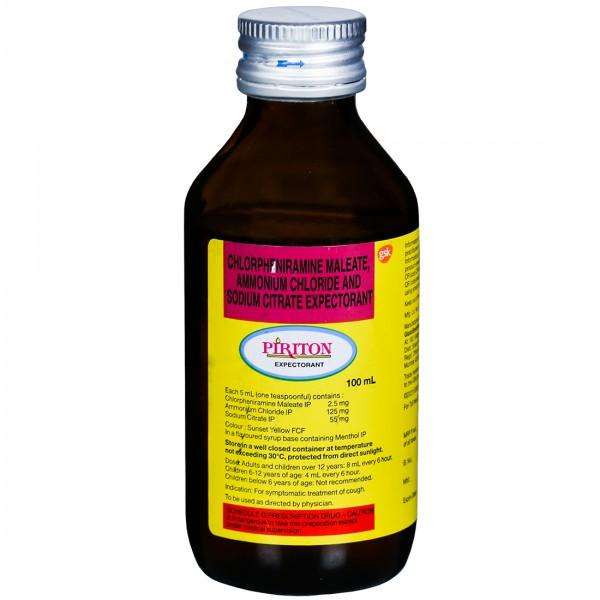 CHLORPHENIRAMINE MALEATE,
AMMONIUM CHLORIDE AND
SODIUM CITRATE EXPECTORANT
gsk
PIRITON
EXPECTORANT
100 mL
Each 5 mL (one teaspoonful) contains :
Chlorpheniramine Maleate IP 2.5 mg
Ammonium Chloride IP 125 mg
Sodium Citrate IP 55 mg
Colour : Sunset Yellow FCF
In a flavoured syrup base containing Menthol IP
Store in a well closed container at temperature
not exceeding 30°C, protected from direct sunlight.
Dose: Adults and children over 12 years: 8 mL every 6 hour.
Children 6-12 years of age: 4 mL every 6 hour.
Children below 6 years of age: Not recommended.
Indication: For symptomatic treatment of cough.
To be used as directed by physician.
SCHEDULE G PRESCRIPTION DRUG - CAUTION
It is dangerous to take this preparation except
under medical supervision.